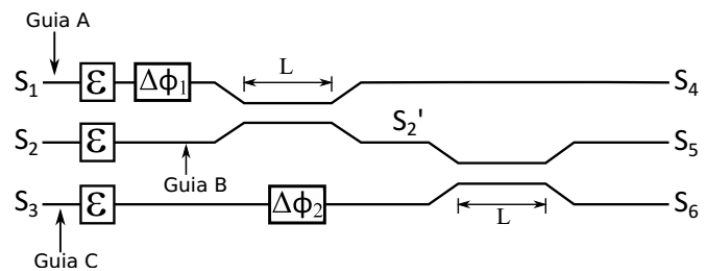 Guia A
S₁ ε Δϕ₁ L S₄
S₂ S₂' S₅
Guia B
S₃ ε Δϕ₂ L S₆
ε
Guia C